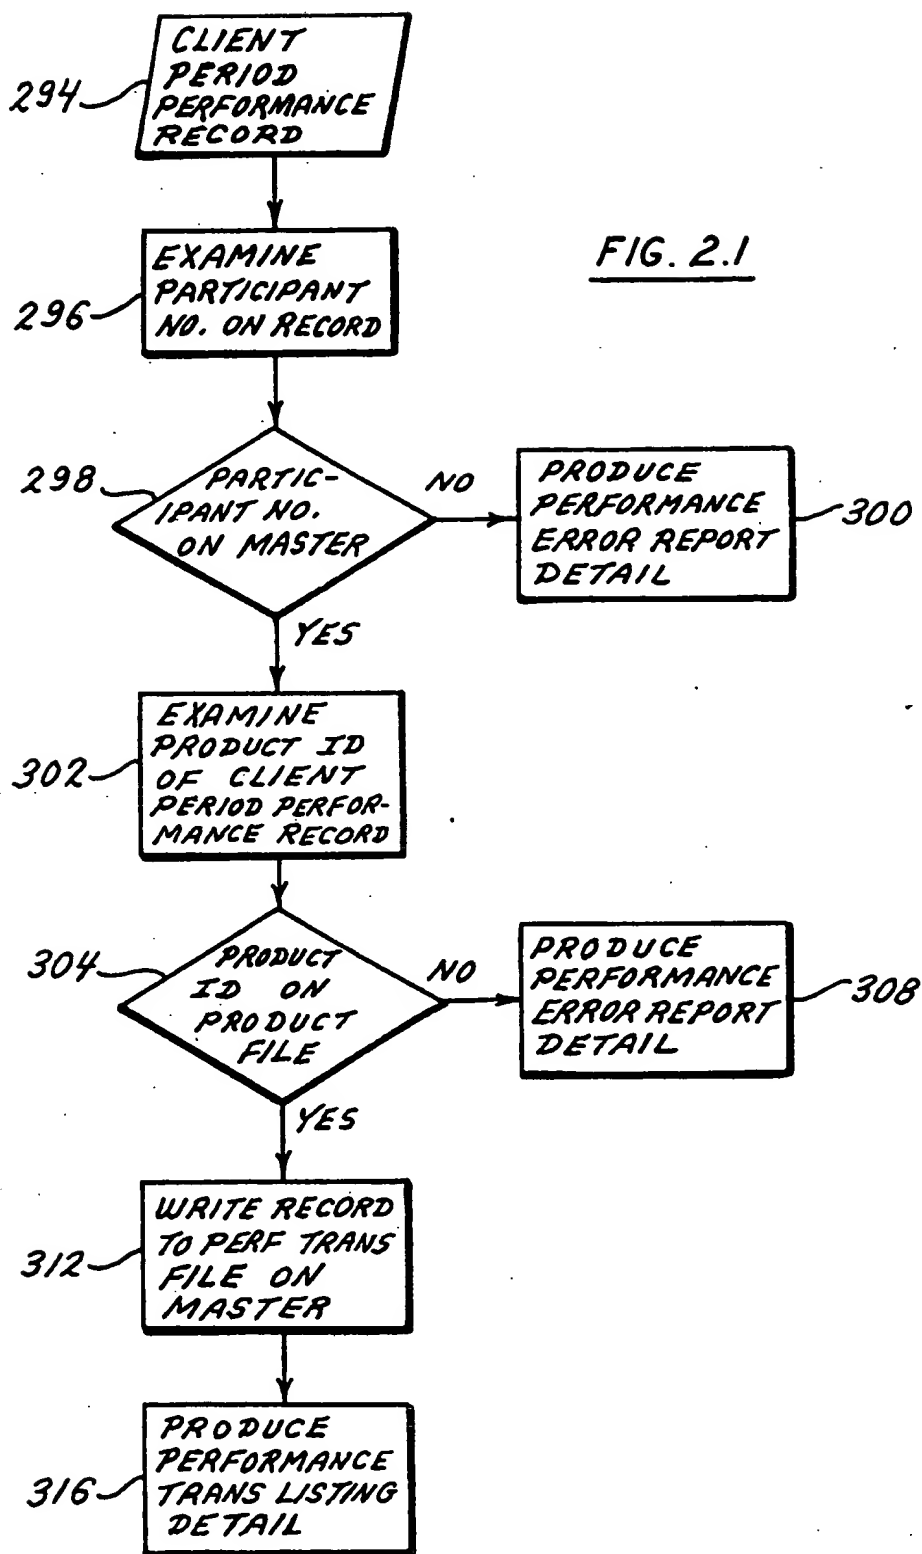 CLIENT
PERIOD
PERFORMANCE
RECORD
294
FIG. 2.1
EXAMINE
PARTICIPANT
NO. ON RECORD
296
PARTIC-
IPANT NO.
ON MASTER
298
NO
PRODUCE
PERFORMANCE
ERROR REPORT
DETAIL
300
YES
EXAMINE
PRODUCT ID
OF CLIENT
PERIOD PERFOR-
MANCE RECORD
302
PRODUCT
ID ON
PRODUCT
FILE
304
NO
PRODUCE
PERFORMANCE
ERROR REPORT
DETAIL
308
YES
WRITE RECORD
TO PERF TRANS
FILE ON
MASTER
312
PRODUCE
PERFORMANCE
TRANS LISTING
DETAIL
316